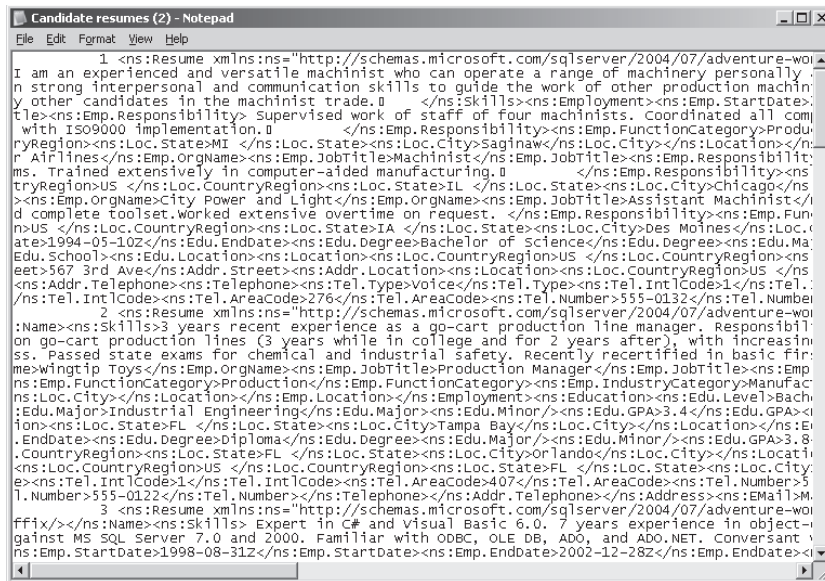 Candidate resumes (2) - Notepad
File Edit Format View Help
1 <ns:Resume xmlns:ns="http://schemas.microsoft.com/sqlserver/2004/07/adventure-wor
I am an experienced and versatile machinist who can operate a range of machinery personally
n strong interpersonal and communication skills to guide the work of other production machin
y other candidates in the machinist trade.▯ </ns:Skills><ns:Employment><ns:Emp.StartDate>
tle><ns:Emp.Responsibility> Supervised work of staff of four machinists. Coordinated all comp
with ISO9000 implementation.▯ </ns:Emp.Responsibility><ns:Emp.FunctionCategory>Produ
ryRegion><ns:Loc.State>MI </ns:Loc.State><ns:Loc.City>Saginaw</ns:Loc.City></ns:Location></n
r Airlines</ns:Emp.OrgName><ns:Emp.JobTitle>Machinist</ns:Emp.JobTitle><ns:Emp.Responsibility
ms. Trained extensively in computer-aided manufacturing.▯ </ns:Emp.Responsibility><ns
tryRegion>US </ns:Loc.CountryRegion><ns:Loc.State>IL </ns:Loc.State><ns:Loc.City>Chicago</ns
><ns:Emp.OrgName>City Power and Light</ns:Emp.OrgName><ns:Emp.JobTitle>Assistant Machinist</
d complete toolset.Worked extensive overtime on request. </ns:Emp.Responsibility><ns:Emp.Fun
n>US </ns:Loc.CountryRegion><ns:Loc.State>IA </ns:Loc.State><ns:Loc.City>Des Moines</ns:Loc.
ate>1994-05-10Z</ns:Edu.EndDate><ns:Edu.Degree>Bachelor of Science</ns:Edu.Degree><ns:Edu.Ma
Edu.School><ns:Edu.Location><ns:Location><ns:Loc.CountryRegion>US </ns:Loc.CountryRegion><ns
eet>567 3rd Ave</ns:Addr.Street><ns:Addr.Location><ns:Location><ns:Loc.CountryRegion>US </ns
<ns:Addr.Telephone><ns:Telephone><ns:Tel.Type>Voice</ns:Tel.Type><ns:Tel.IntlCode>1</ns:Tel.
/ns:Tel.IntlCode><ns:Tel.AreaCode>276</ns:Tel.AreaCode><ns:Tel.Number>555-0132</ns:Tel.Number
2 <ns:Resume xmlns:ns="http://schemas.microsoft.com/sqlserver/2004/07/adventure-wor
:Name><ns:Skills>3 years recent experience as a go-cart production line manager. Responsibil
on go-cart production lines (3 years while in college and for 2 years after), with increasin
ss. Passed state exams for chemical and industrial safety. Recently recertified in basic firs
me>Wingtip Toys</ns:Emp.OrgName><ns:Emp.JobTitle>Production Manager</ns:Emp.JobTitle><ns:Emp
ns:Emp.FunctionCategory>Production</ns:Emp.FunctionCategory><ns:Emp.IndustryCategory>Manufac
ns:Loc.City></ns:Location></ns:Emp.Location></ns:Employment><ns:Education><ns:Edu.Level>Bach
:Edu.Major>Industrial Engineering</ns:Edu.Major><ns:Edu.Minor/><ns:Edu.GPA>3.4</ns:Edu.GPA><
ion><ns:Loc.State>FL </ns:Loc.State><ns:Loc.City>Tampa Bay</ns:Loc.City></ns:Location></ns:E
.EndDate><ns:Edu.Degree>Diploma</ns:Edu.Degree><ns:Edu.Major/><ns:Edu.Minor/><ns:Edu.GPA>3.8
.CountryRegion><ns:Loc.State>FL </ns:Loc.State><ns:Loc.City>Orlando</ns:Loc.City></ns:Locati
<ns:Loc.CountryRegion>US </ns:Loc.CountryRegion><ns:Loc.State>FL </ns:Loc.State><ns:Loc.City
e><ns:Tel.IntlCode>1</ns:Tel.IntlCode><ns:Tel.AreaCode>407</ns:Tel.AreaCode><ns:Tel.Number>5
l.Number>555-0122</ns:Tel.Number></ns:Telephone></ns:Addr.Telephone></ns:Address><ns:EMail>M
3 <ns:Resume xmlns:ns="http://schemas.microsoft.com/sqlserver/2004/07/adventure-wor
ffix/></ns:Name><ns:Skills> Expert in C# and Visual Basic 6.0. 7 years experience in object-
gainst MS SQL Server 7.0 and 2000. Familiar with ODBC, OLE DB, ADO, and ADO.NET. Conversant
ns:Emp.StartDate>1998-08-31Z</ns:Emp.StartDate><ns:Emp.EndDate>2002-12-28Z</ns:Emp.EndDate><